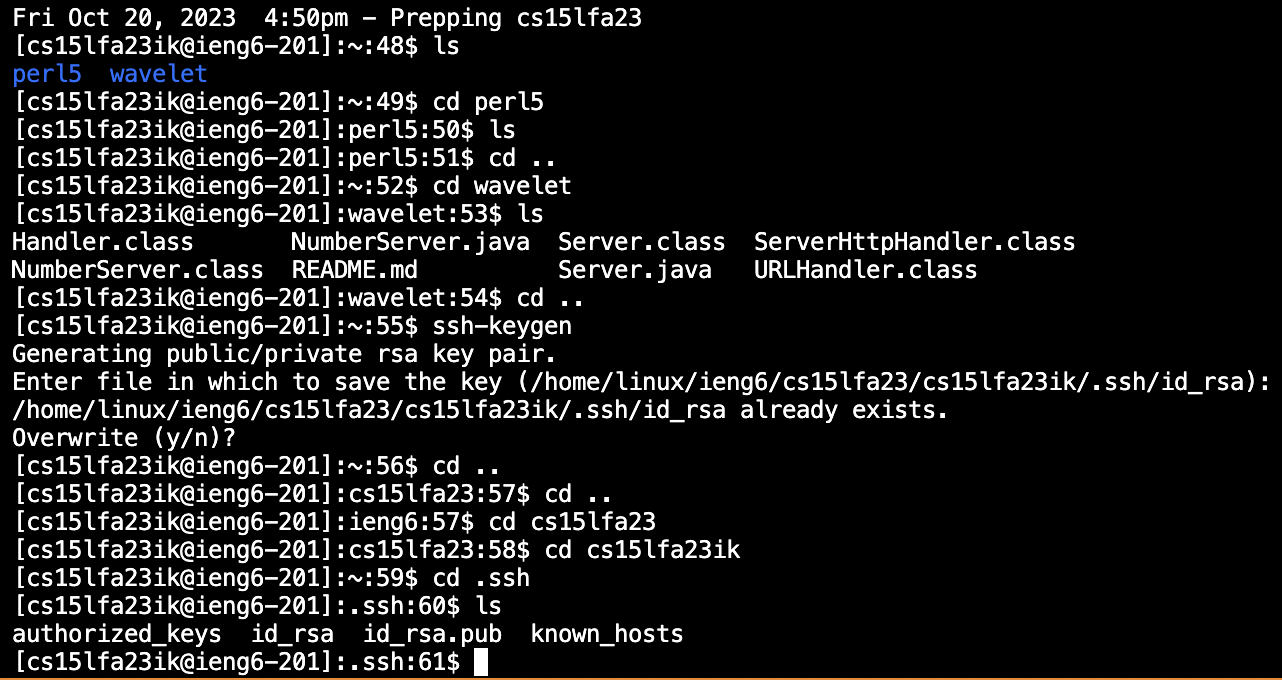 Fri Oct 20, 2023  4:50pm - Prepping cs15lfa23
[cs15lfa23ik@ieng6-201]:~:48$ ls
perl5  wavelet
[cs15lfa23ik@ieng6-201]:~:49$ cd perl5
[cs15lfa23ik@ieng6-201]:perl5:50$ ls
[cs15lfa23ik@ieng6-201]:perl5:51$ cd ..
[cs15lfa23ik@ieng6-201]:~:52$ cd wavelet
[cs15lfa23ik@ieng6-201]:wavelet:53$ ls
Handler.class       NumberServer.java  Server.class  ServerHttpHandler.class
NumberServer.class  README.md          Server.java   URLHandler.class
[cs15lfa23ik@ieng6-201]:wavelet:54$ cd ..
[cs15lfa23ik@ieng6-201]:~:55$ ssh-keygen
Generating public/private rsa key pair.
Enter file in which to save the key (/home/linux/ieng6/cs15lfa23/cs15lfa23ik/.ssh/id_rsa):
/home/linux/ieng6/cs15lfa23/cs15lfa23ik/.ssh/id_rsa already exists.
Overwrite (y/n)?
[cs15lfa23ik@ieng6-201]:~:56$ cd ..
[cs15lfa23ik@ieng6-201]:cs15lfa23:57$ cd ..
[cs15lfa23ik@ieng6-201]:ieng6:57$ cd cs15lfa23
[cs15lfa23ik@ieng6-201]:cs15lfa23:58$ cd cs15lfa23ik
[cs15lfa23ik@ieng6-201]:~:59$ cd .ssh
[cs15lfa23ik@ieng6-201]:.ssh:60$ ls
authorized_keys  id_rsa  id_rsa.pub  known_hosts
[cs15lfa23ik@ieng6-201]:.ssh:61$